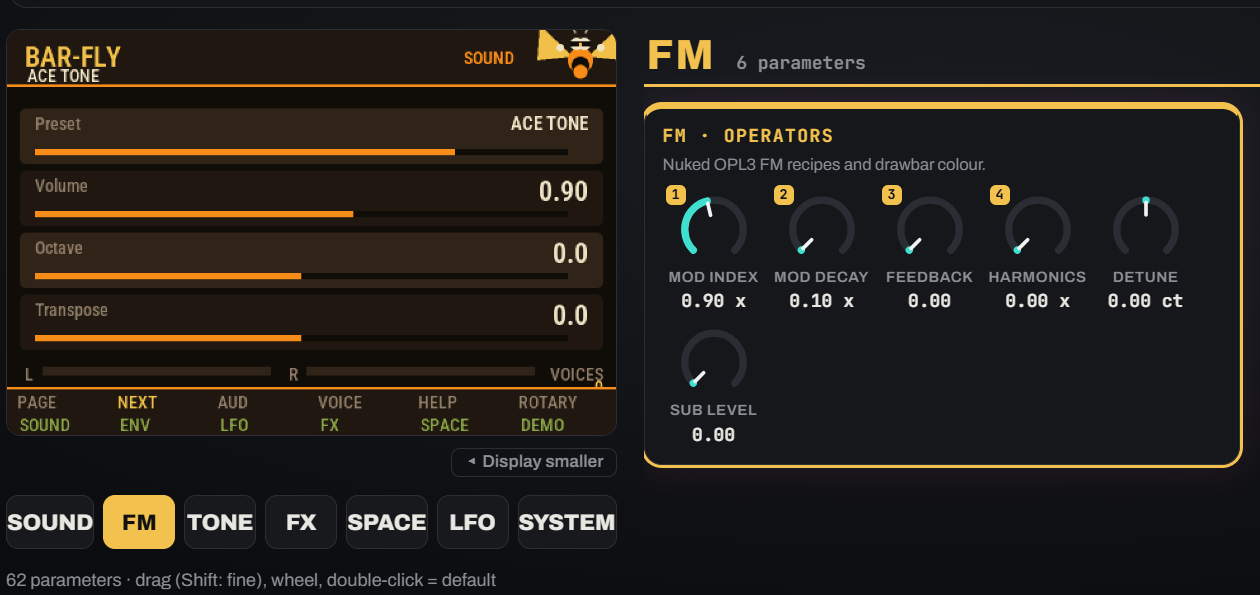 BAR-FLY
ACE TONE
SOUND
Preset
ACE TONE
Volume
0.90
Octave
0.0
Transpose
0.0
L
R
VOICES
0
PAGE NEXT AUD VOICE HELP ROTARY
SOUND ENV LFO FX SPACE DEMO
◂ Display smaller
SOUND FM TONE FX SPACE LFO SYSTEM
62 parameters · drag (Shift: fine), wheel, double-click = default
FM 6 parameters
FM · OPERATORS
Nuked OPL3 FM recipes and drawbar colour.
1 2 3 4
MOD INDEX MOD DECAY FEEDBACK HARMONICS DETUNE
0.90 x 0.10 x 0.00 0.00 x 0.00 ct
SUB LEVEL
0.00